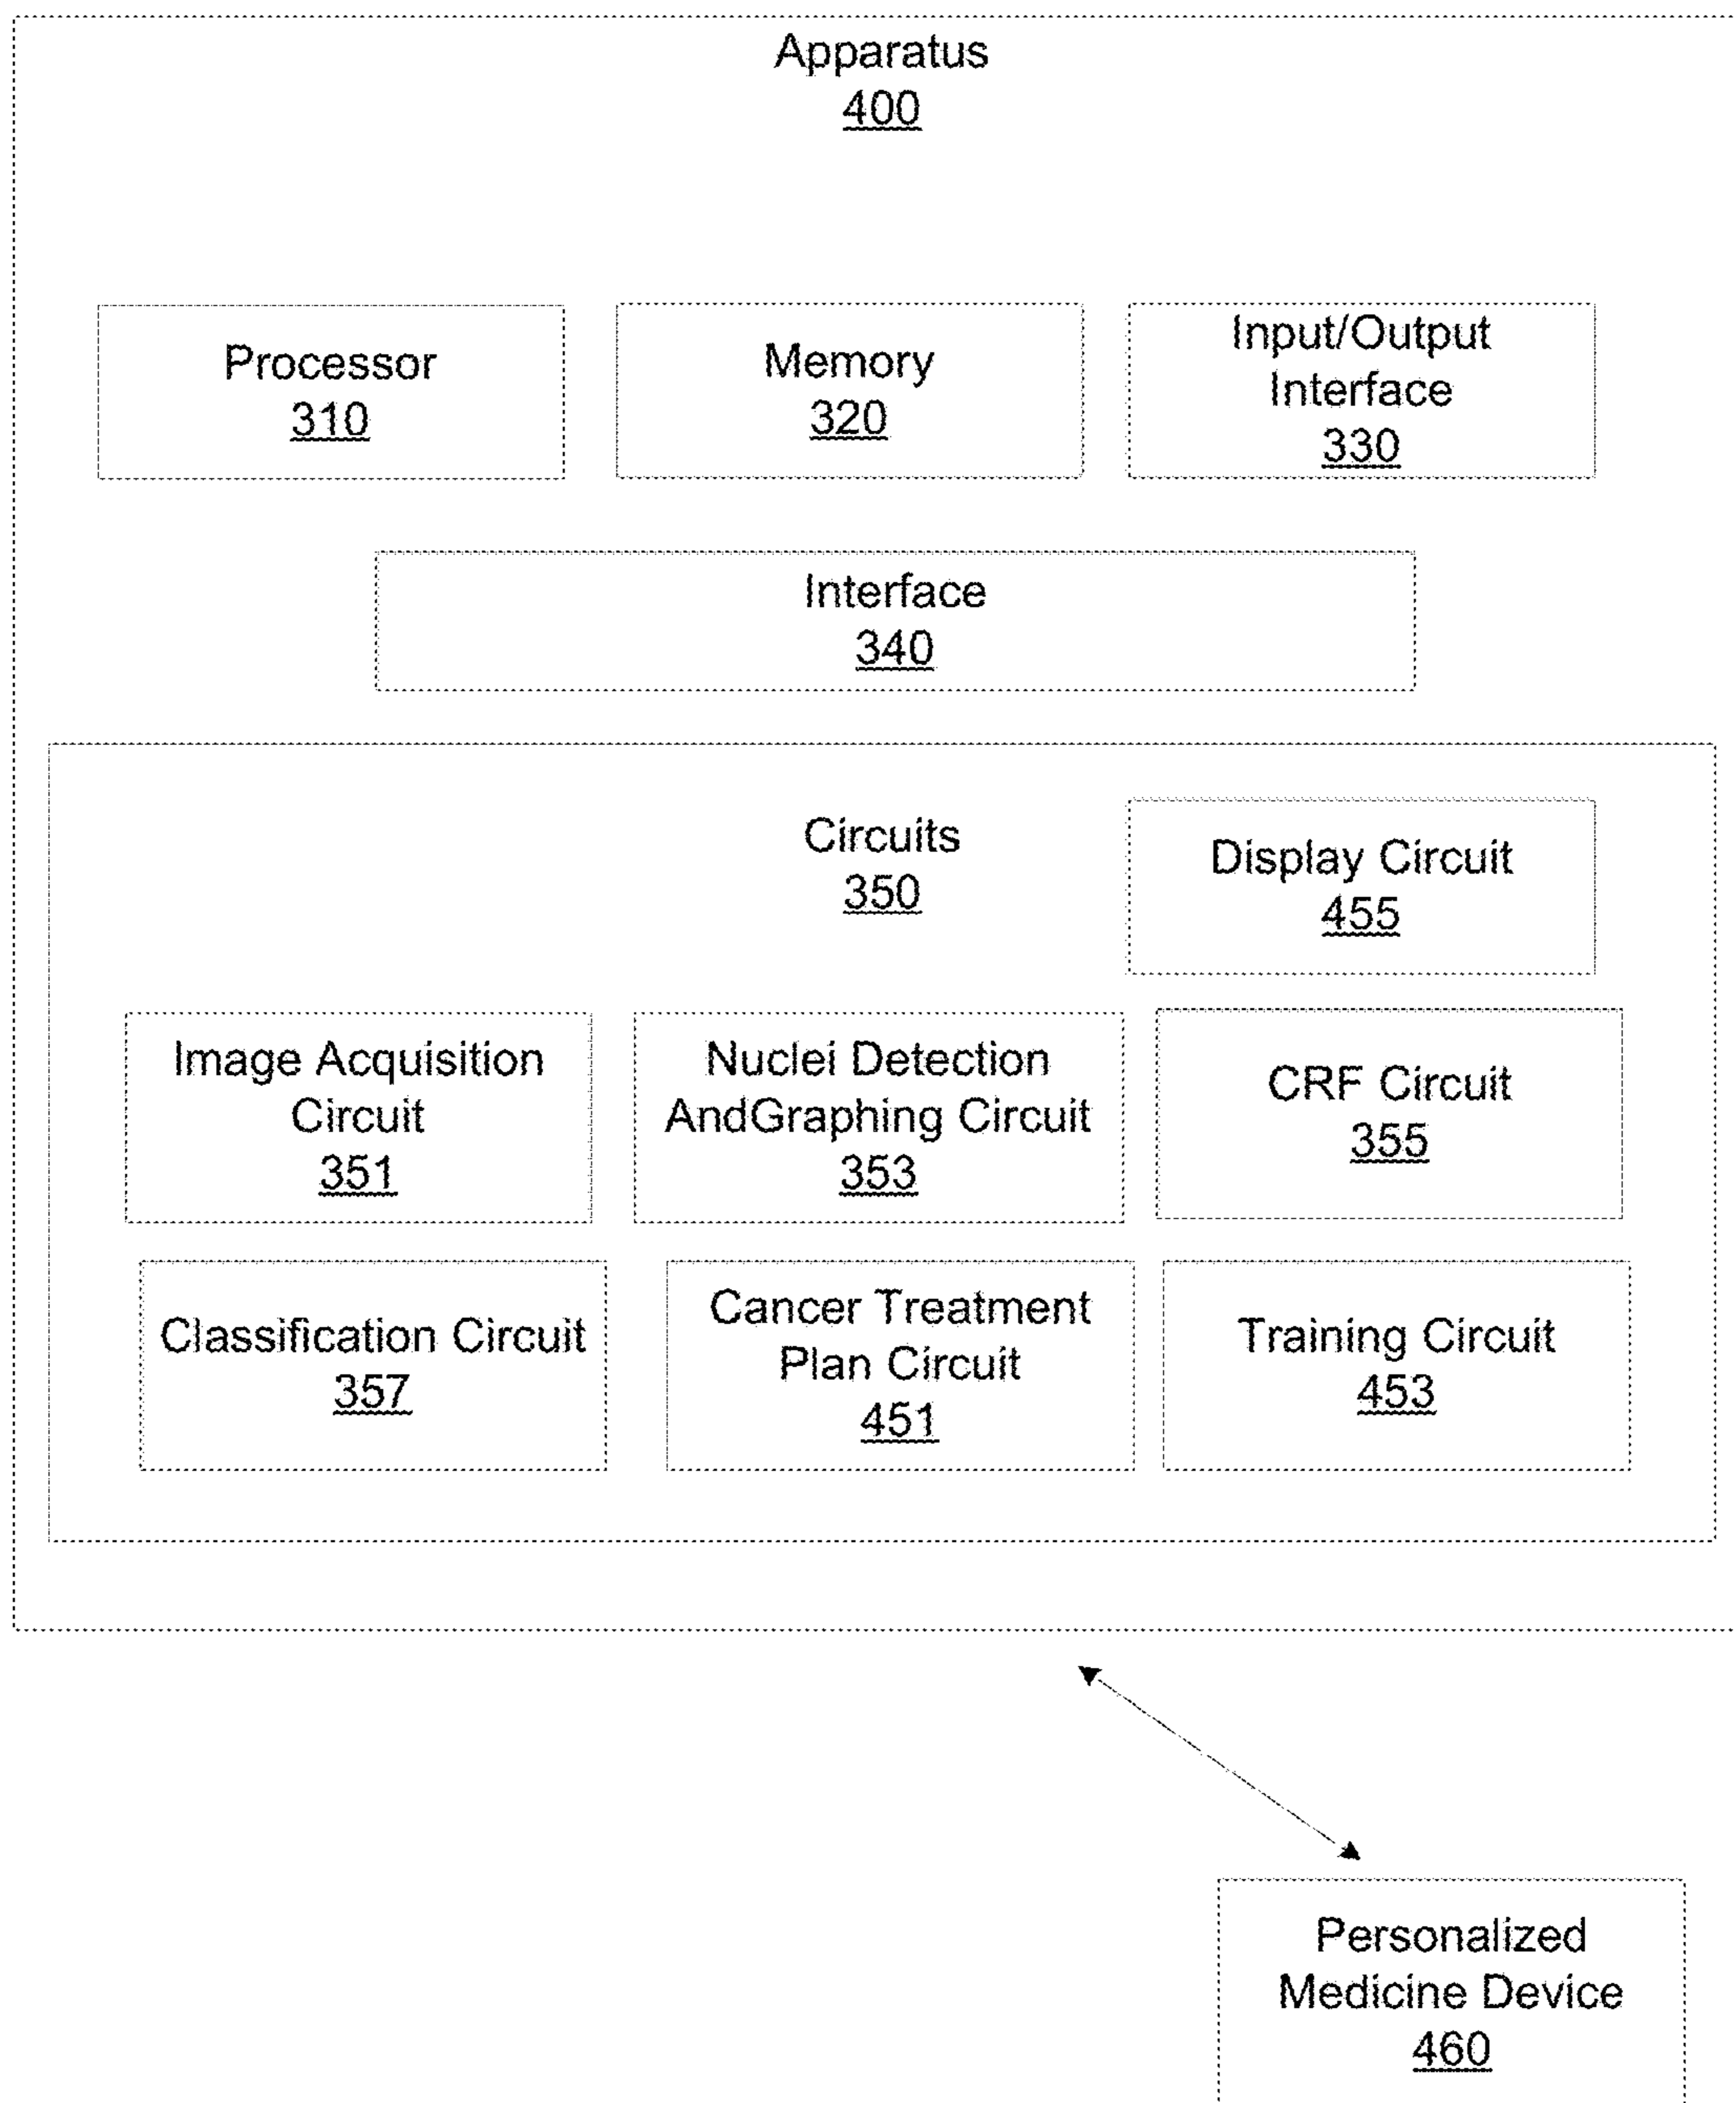 Apparatus
400
Processor
310
Memory
320
Input/Output
Interface
330
Interface
340
Circuits
350
Display Circuit
455
Image Acquisition
Circuit
351
Nuclei Detection
AndGraphing Circuit
353
CRF Circuit
355
Classification Circuit
357
Cancer Treatment
Plan Circuit
451
Training Circuit
453
Personalized
Medicine Device
460